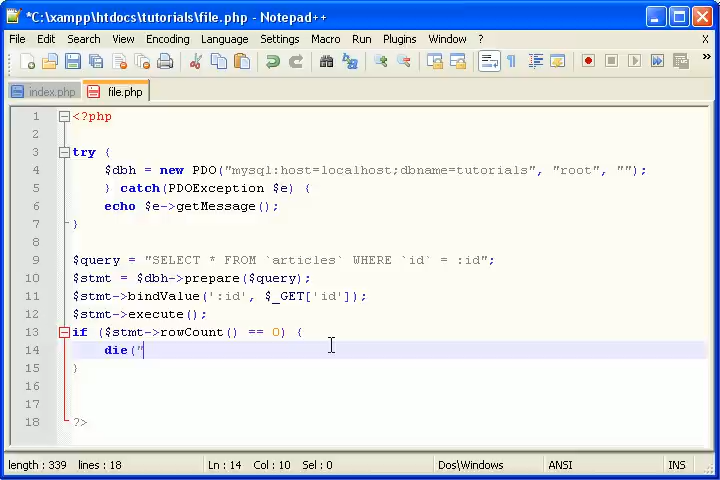 *C:\xampp\htdocs\tutorials\file.php - Notepad++
File Edit Search View Encoding Language Settings Macro Run Plugins Window ? X
index.php file.php
1 <?php
2
3 try {
4 $dbh = new PDO("mysql:host=localhost;dbname=tutorials", "root", "");
5 } catch(PDOException $e) {
6 echo $e->getMessage();
7 }
8
9 $query = "SELECT * FROM `articles` WHERE `id` = :id";
10 $stmt = $dbh->prepare($query);
11 $stmt->bindValue(':id', $_GET['id']);
12 $stmt->execute();
13 if ($stmt->rowCount() == 0) {
14 die("
15 }
16
17
18 ?>
length : 339 lines : 18 Ln : 14 Col : 10 Sel : 0 Dos\Windows ANSI INS